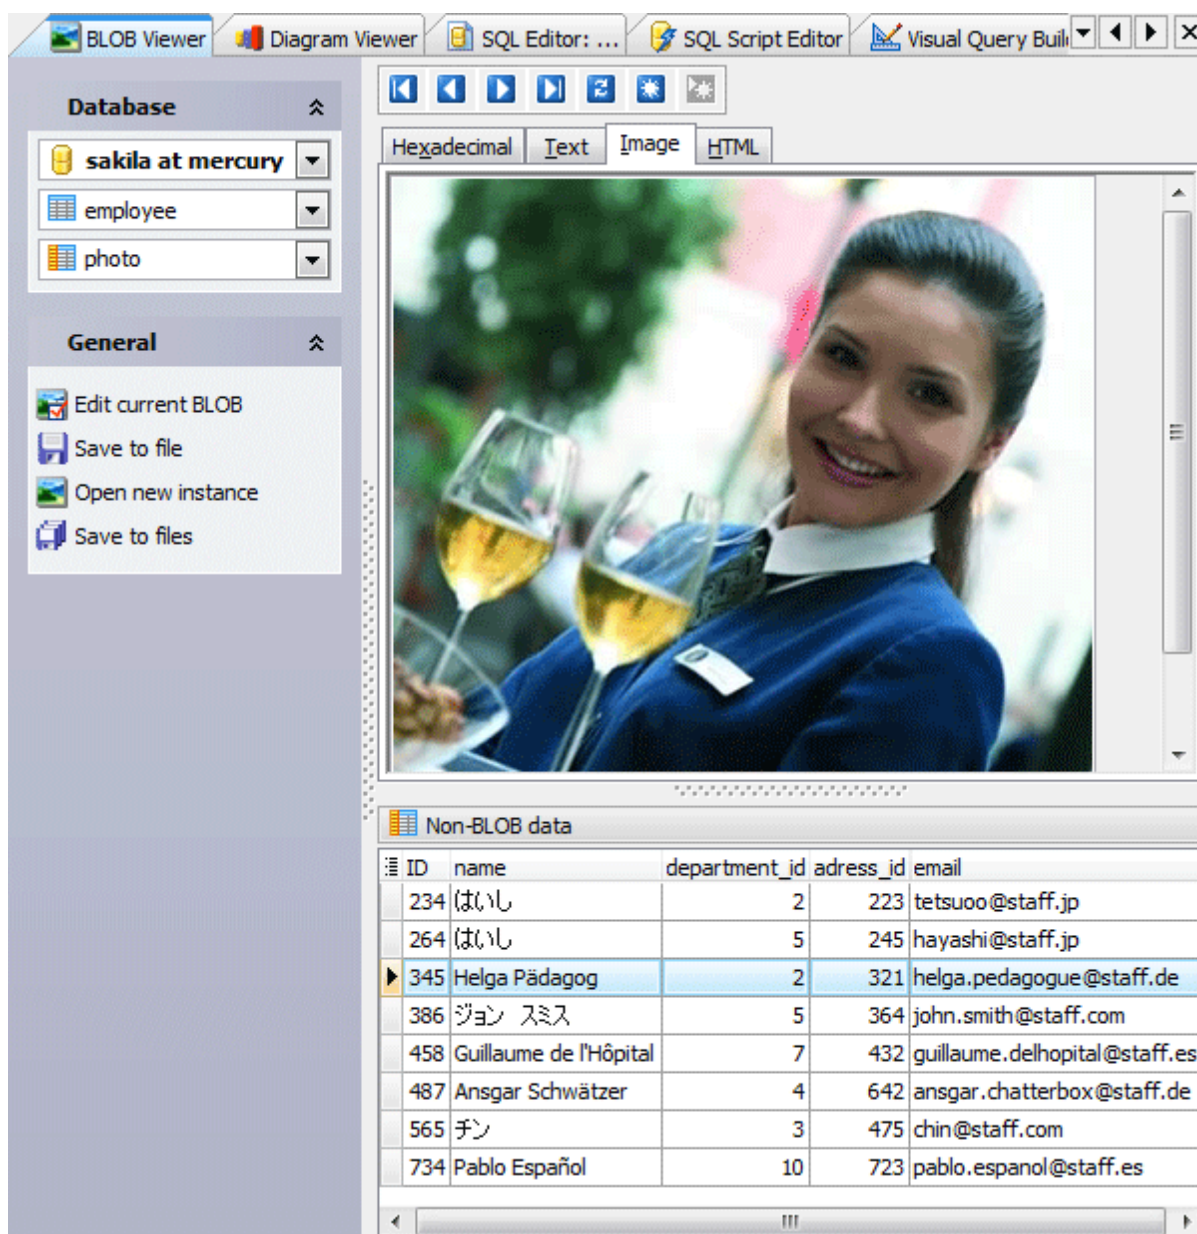 BLOB Viewer Diagram Viewer SQL Editor: ... SQL Script Editor Visual Query Buil
Database
sakila at mercury
employee
photo
General
Edit current BLOB
Save to file
Open new instance
Save to files
Hexadecimal Text Image HTML
Non-BLOB data
ID name department_id adress_id email
234 はいし 2 223 tetsuoo@staff.jp
264 はいし 5 245 hayashi@staff.jp
345 Helga Pädagog 2 321 helga.pedagogue@staff.de
386 ジョン スミス 5 364 john.smith@staff.com
458 Guillaume de l'Hôpital 7 432 guillaume.delhopital@staff.es
487 Ansgar Schwätzer 4 642 ansgar.chatterbox@staff.de
565 チン 3 475 chin@staff.com
734 Pablo Español 10 723 pablo.espanol@staff.es